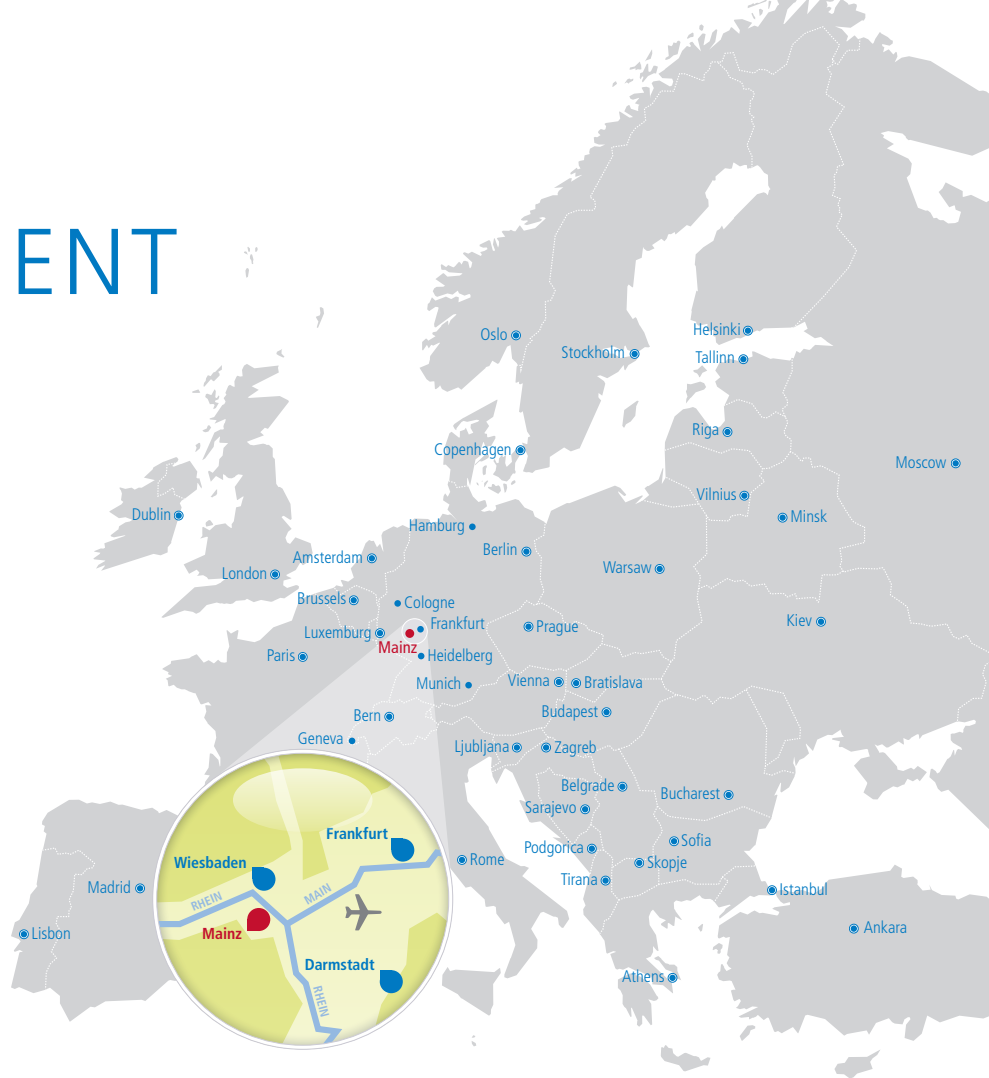 ENT
Oslo
Helsinki
Stockholm
Tallinn
Riga
Copenhagen
Moscow
Vilnius
Dublin
Minsk
Hamburg
Berlin
Amsterdam
Warsaw
London
Brussels
Cologne
Kiev
Frankfurt
Prague
Luxemburg
Mainz
Paris
Heidelberg
Munich
Vienna
Bratislava
Budapest
Bern
Geneva
Ljubljana
Zagreb
Belgrade
Bucharest
Sarajevo
Sofia
Podgorica
Rome
Skopje
Tirana
Madrid
Istanbul
Ankara
Lisbon
Athens
Frankfurt
Wiesbaden
RHEIN
MAIN
Mainz
Darmstadt
RHEIN